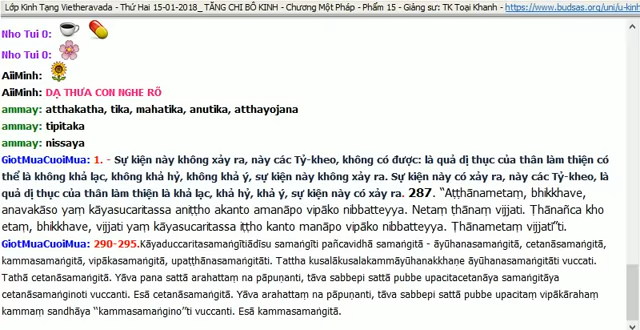 Lớp Kinh Tạng Vietheravada - Thứ Hai 15-01-2018_ TĂNG CHI BỘ KINH - Chương Một Pháp - Phẩm 15 - Giảng sư: TK Toại Khanh - https://www.budsas.org/uni/u-kinh
Nho Tui 0:
Nho Tui 0:
AiiMinh:
AiiMinh: DẠ THƯA CON NGHE RÕ
ammay: atthakatha, tika, mahatika, anutika, atthayojana
ammay: tipitaka
ammay: nissaya
GiotMuaCuoiMua: 1. - Sự kiện này không xảy ra, này các Tỷ-kheo, không có được: là quả dị thục của thân làm thiện có
thể là không khả lạc, không khả hỷ, không khả ý, sự kiện này không xảy ra. Sự kiện này có xảy ra, này các Tỷ-kheo, là
quả dị thục của thân làm thiện là khả lạc, khả hỷ, khả ý, sự kiện này có xảy ra. 287. “Aṭṭhānametaṃ, bhikkhave,
anavakāso yaṃ kāyasucaritassa aniṭṭho akanto amanāpo vipāko nibbatteyya. Netaṃ ṭhānaṃ vijjati. Ṭhānañca kho
etaṃ, bhikkhave, vijjati yaṃ kāyasucaritassa iṭṭho kanto manāpo vipāko nibbatteyya. Ṭhānametaṃ vijjatī”ti.
GiotMuaCuoiMua: 290-295.Kāyaduccaritasamaṅgītiādīsu samaṅgīti pañcavidhā samaṅgitā - āyūhanasamaṅgitā, cetanāsamaṅgitā,
kammasamaṅgitā, vipākasamaṅgitā, upaṭṭhānasamaṅgitāti. Tattha kusalākusalakammāyūhanakkhaṇe āyūhanasamaṅgitāti vuccati.
Tathā cetanāsamaṅgitā. Yāva pana sattā arahattaṃ na pāpuṇanti, tāva sabbepi sattā pubbe upacitacetanāya samaṅgitāya
cetanāsamaṅginoti vuccanti. Esā cetanāsamaṅgitā. Yāva arahattaṃ na pāpuṇanti, tāva sabbepi sattā pubbe upacitaṃ vipākārahaṃ
kammaṃ sandhāya “kammasamaṅgino”ti vuccanti. Esā kammasamaṅgitā.